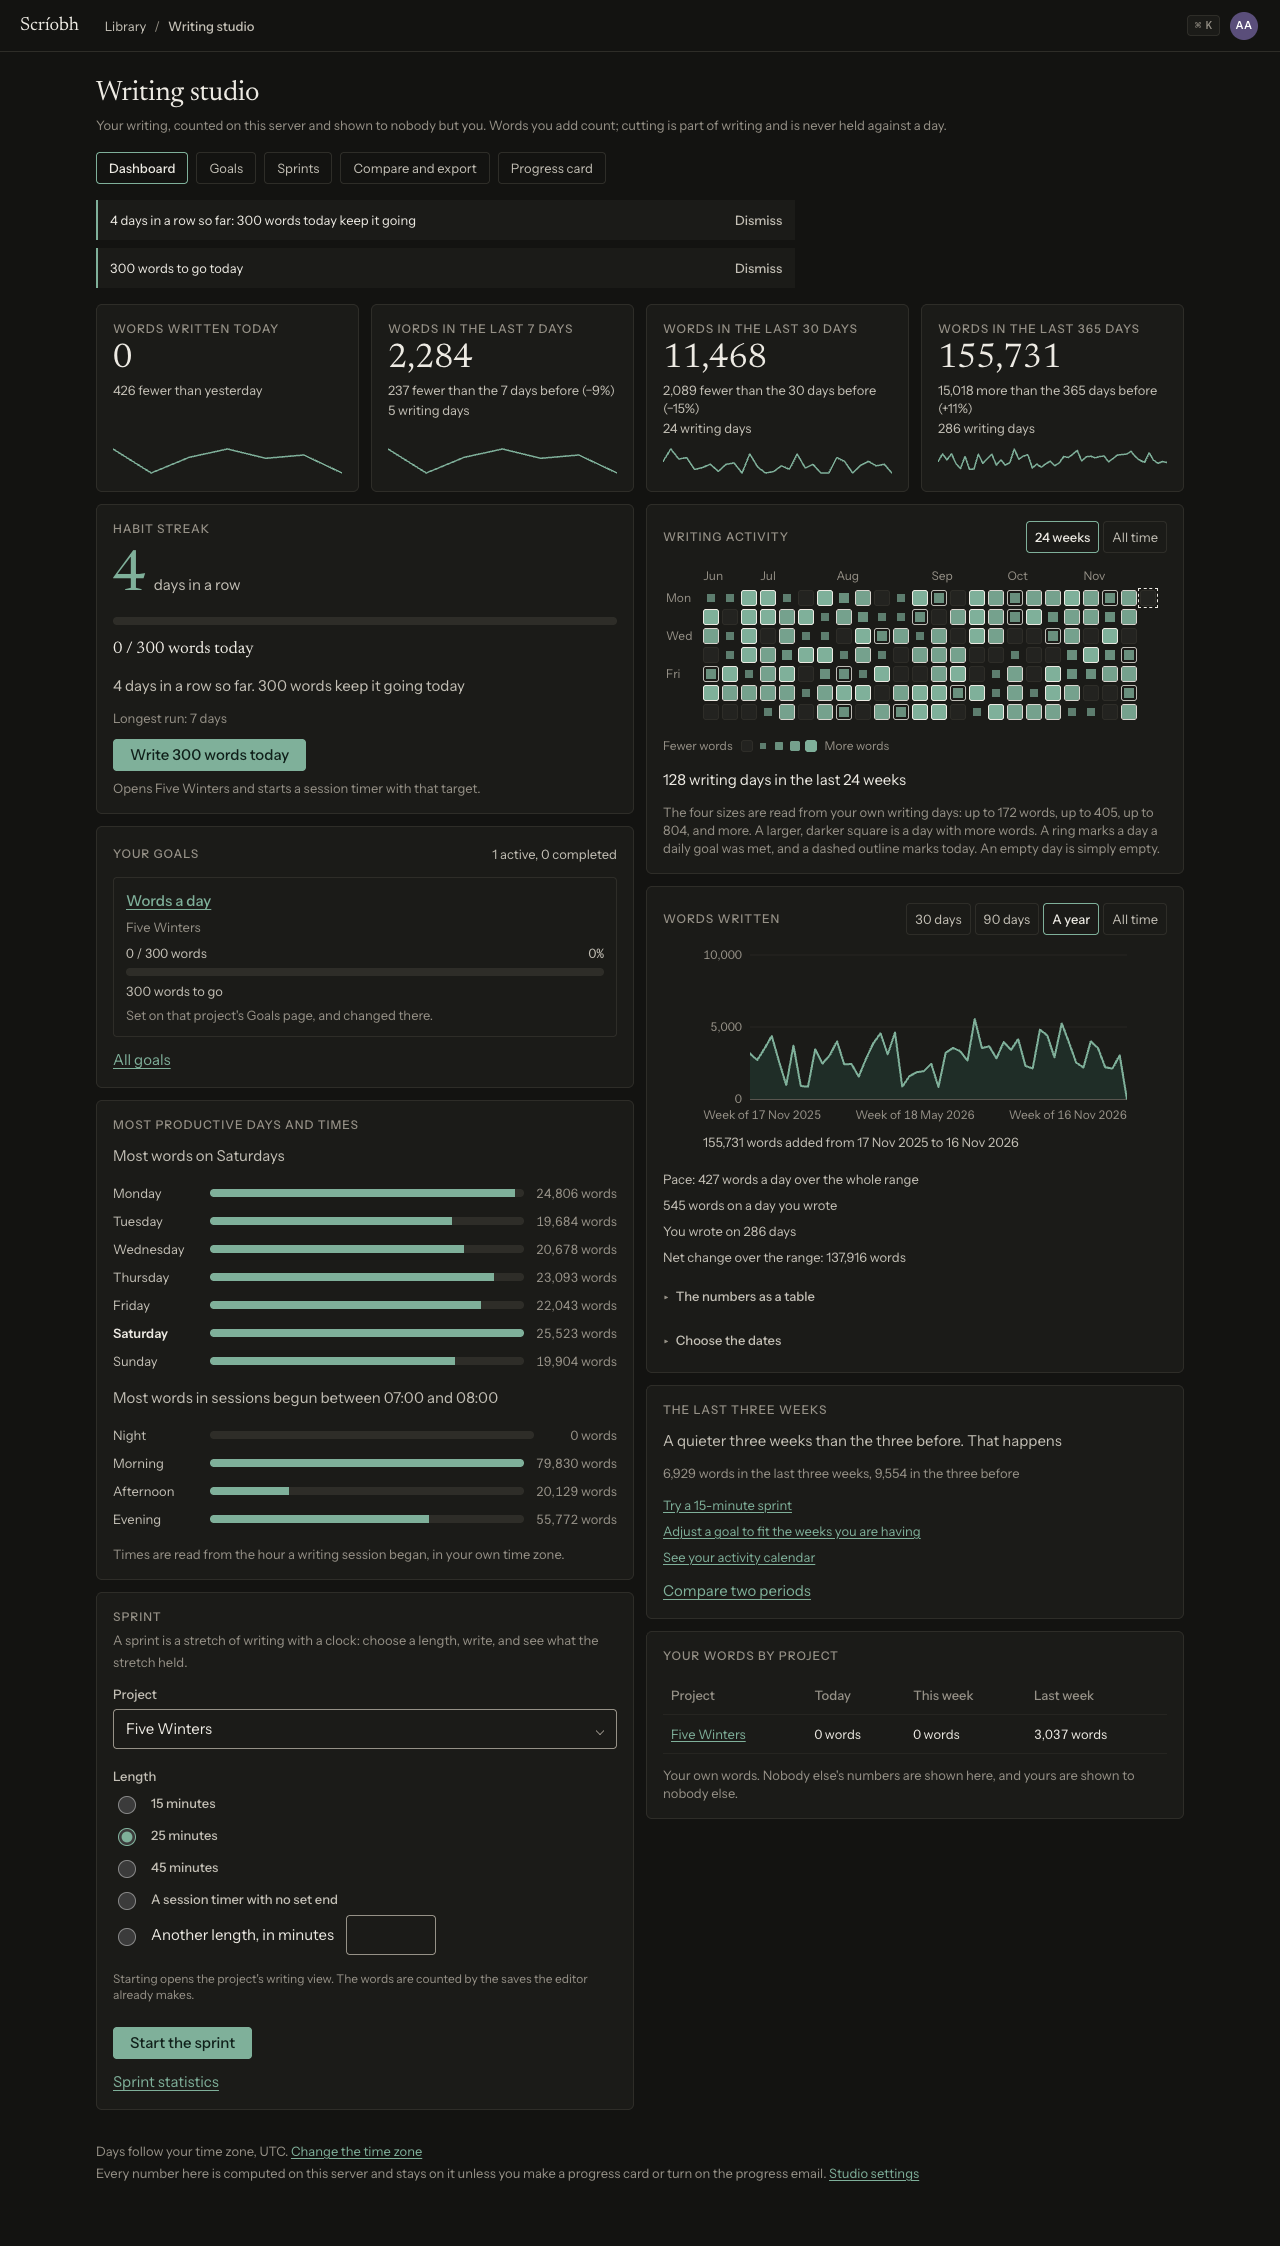 Scríobh
Library / Writing studio
⌘ K
AA
Writing studio
Your writing, counted on this server and shown to nobody but you. Words you add count; cutting is part of writing and is never held against a day.
Dashboard
Goals
Sprints
Compare and export
Progress card
4 days in a row so far: 300 words today keep it going
Dismiss
300 words to go today
Dismiss
WORDS WRITTEN TODAY
0
426 fewer than yesterday
WORDS IN THE LAST 7 DAYS
2,284
237 fewer than the 7 days before (−9%)
5 writing days
WORDS IN THE LAST 30 DAYS
11,468
2,089 fewer than the 30 days before
(−15%)
24 writing days
WORDS IN THE LAST 365 DAYS
155,731
15,018 more than the 365 days before
(+11%)
286 writing days
HABIT STREAK
4 days in a row
0 / 300 words today
4 days in a row so far. 300 words keep it going today
Longest run: 7 days
Write 300 words today
Opens Five Winters and starts a session timer with that target.
YOUR GOALS
1 active, 0 completed
Words a day
Five Winters
0 / 300 words
0%
300 words to go
Set on that project's Goals page, and changed there.
All goals
MOST PRODUCTIVE DAYS AND TIMES
Most words on Saturdays
Monday 24,806 words
Tuesday 19,684 words
Wednesday 20,678 words
Thursday 23,093 words
Friday 22,043 words
Saturday 25,523 words
Sunday 19,904 words
Most words in sessions begun between 07:00 and 08:00
Night 0 words
Morning 79,830 words
Afternoon 20,129 words
Evening 55,772 words
Times are read from the hour a writing session began, in your own time zone.
SPRINT
A sprint is a stretch of writing with a clock: choose a length, write, and see what the
stretch held.
Project
Five Winters
Length
15 minutes
25 minutes
45 minutes
A session timer with no set end
Another length, in minutes
Starting opens the project's writing view. The words are counted by the saves the editor
already makes.
Start the sprint
Sprint statistics
WRITING ACTIVITY
24 weeks
All time
Jun Jul Aug Sep Oct Nov
Mon
Wed
Fri
Fewer words
More words
128 writing days in the last 24 weeks
The four sizes are read from your own writing days: up to 172 words, up to 405, up to
804, and more. A larger, darker square is a day with more words. A ring marks a day a
daily goal was met, and a dashed outline marks today. An empty day is simply empty.
WORDS WRITTEN
30 days
90 days
A year
All time
10,000
5,000
0
Week of 17 Nov 2025
Week of 18 May 2026
Week of 16 Nov 2026
155,731 words added from 17 Nov 2025 to 16 Nov 2026
Pace: 427 words a day over the whole range
545 words on a day you wrote
You wrote on 286 days
Net change over the range: 137,916 words
The numbers as a table
Choose the dates
THE LAST THREE WEEKS
A quieter three weeks than the three before. That happens
6,929 words in the last three weeks, 9,554 in the three before
Try a 15-minute sprint
Adjust a goal to fit the weeks you are having
See your activity calendar
Compare two periods
YOUR WORDS BY PROJECT
Project Today This week Last week
Five Winters 0 words 0 words 3,037 words
Your own words. Nobody else's numbers are shown here, and yours are shown to
nobody else.
Days follow your time zone, UTC. Change the time zone
Every number here is computed on this server and stays on it unless you make a progress card or turn on the progress email. Studio settings